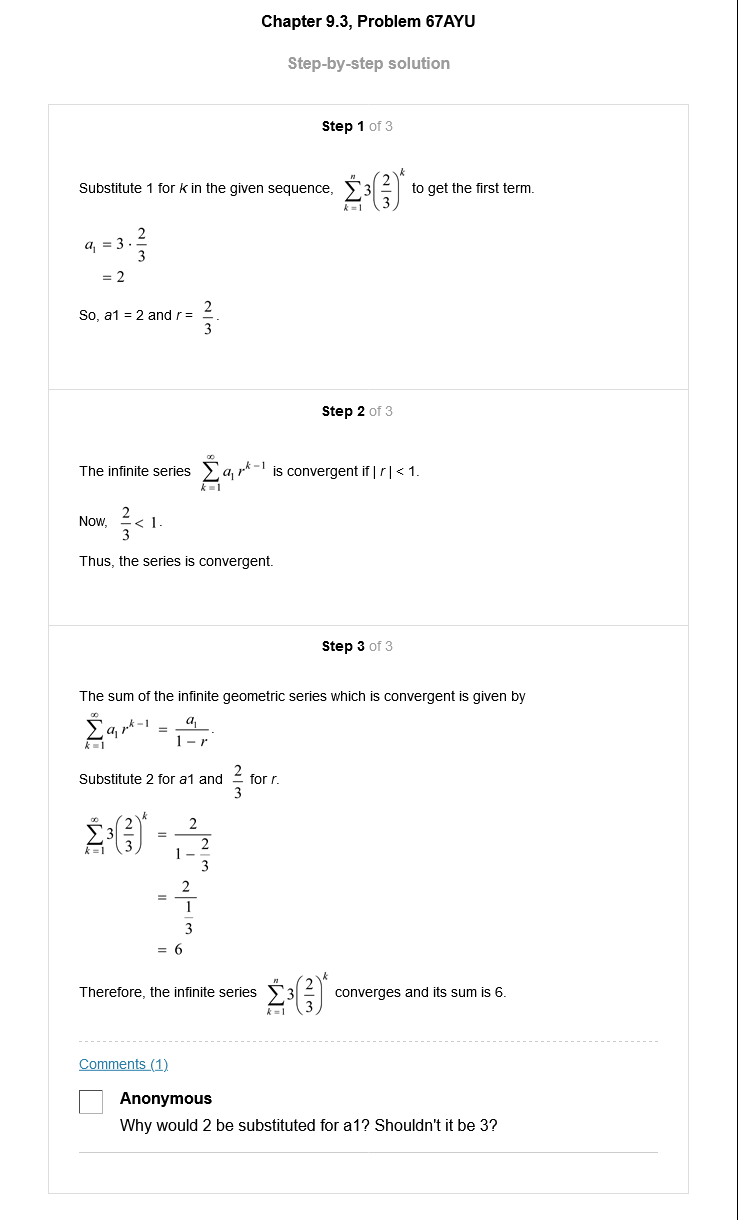 Chapter 9.3, Problem 67AYU
Step-by-step solution
Step 1 of 3
Substitute 1 for k in the given sequence, $\sum_{k=1}^{n} 3\left(\frac{2}{3}\right)^k$ to get the first term.
$a_1 = 3 \cdot \frac{2}{3}$
$= 2$
So, a1 = 2 and r = $\frac{2}{3}$.
Step 2 of 3
The infinite series $\sum_{k=1}^{\infty} a_1 r^{k-1}$ is convergent if | r | < 1.
Now, $\frac{2}{3} < 1$.
Thus, the series is convergent.
Step 3 of 3
The sum of the infinite geometric series which is convergent is given by
$\sum_{k=1}^{\infty} a_1 r^{k-1} = \frac{a_1}{1-r}$.
Substitute 2 for a1 and $\frac{2}{3}$ for r.
$\sum_{k=1}^{\infty} 3\left(\frac{2}{3}\right)^k = \frac{2}{1-\frac{2}{3}}$
$= \frac{2}{\frac{1}{3}}$
$= 6$
Therefore, the infinite series $\sum_{k=1}^{n} 3\left(\frac{2}{3}\right)^k$ converges and its sum is 6.
Comments (1)
Anonymous
Why would 2 be substituted for a1? Shouldn't it be 3?